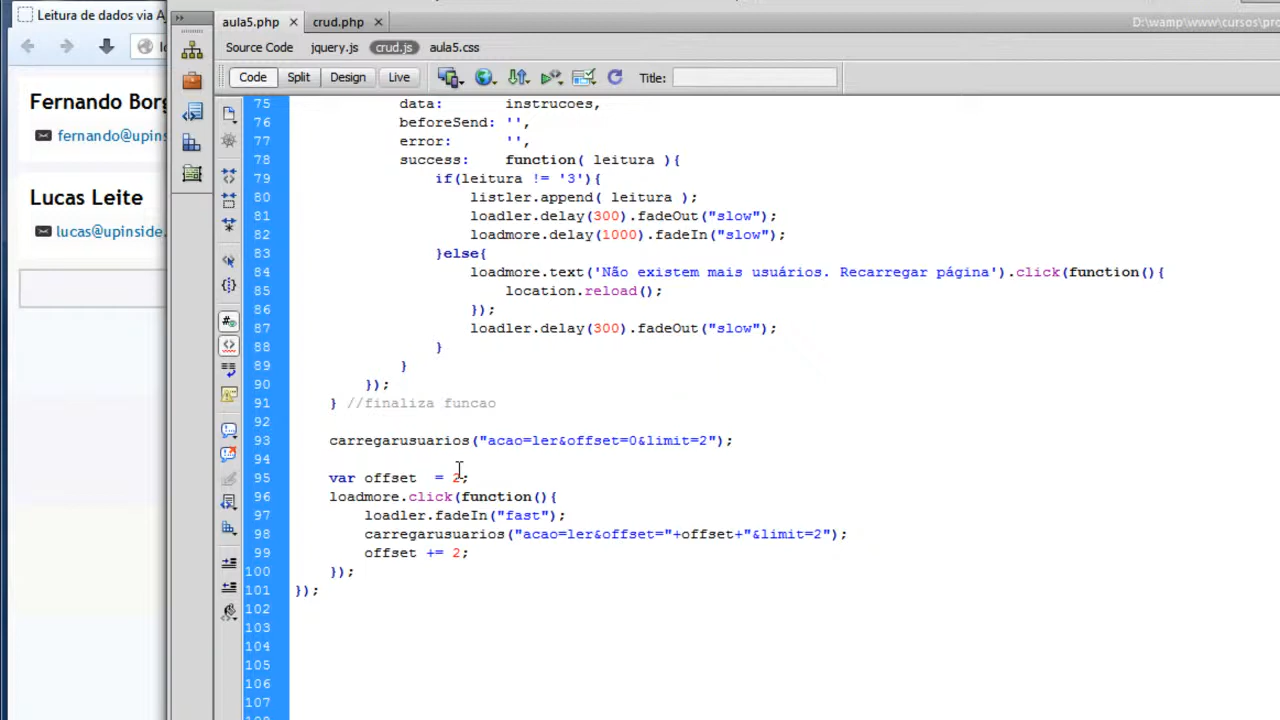 Leitura de dados via A
Fernando Borg
fernando@upins
Lucas Leite
lucas@upinside.
aula5.php
crud.php
D:\wamp\www\cursos\pro
Source Code jquery.js crud.js aula5.css
Code Split Design Live Title:
75 data: instrucoes,
76 beforeSend: '',
77 error: '',
78 success: function( leitura ){
79 if(leitura != '3'){
80 listler.append( leitura );
81 loadler.delay(300).fadeOut("slow");
82 loadmore.delay(1000).fadeIn("slow");
83 }else{
84 loadmore.text('Não existem mais usuários. Recarregar página').click(function(){
85 location.reload();
86 });
87 loadler.delay(300).fadeOut("slow");
88 }
89 }
90 });
91 } //finaliza funcao
92
93 carregarusuarios("acao=ler&offset=0&limit=2");
94
95 var offset = 2;
96 loadmore.click(function(){
97 loadler.fadeIn("fast");
98 carregarusuarios("acao=ler&offset="+offset+"&limit=2");
99 offset += 2;
100 });
101 });
102
103
104
105
106
107